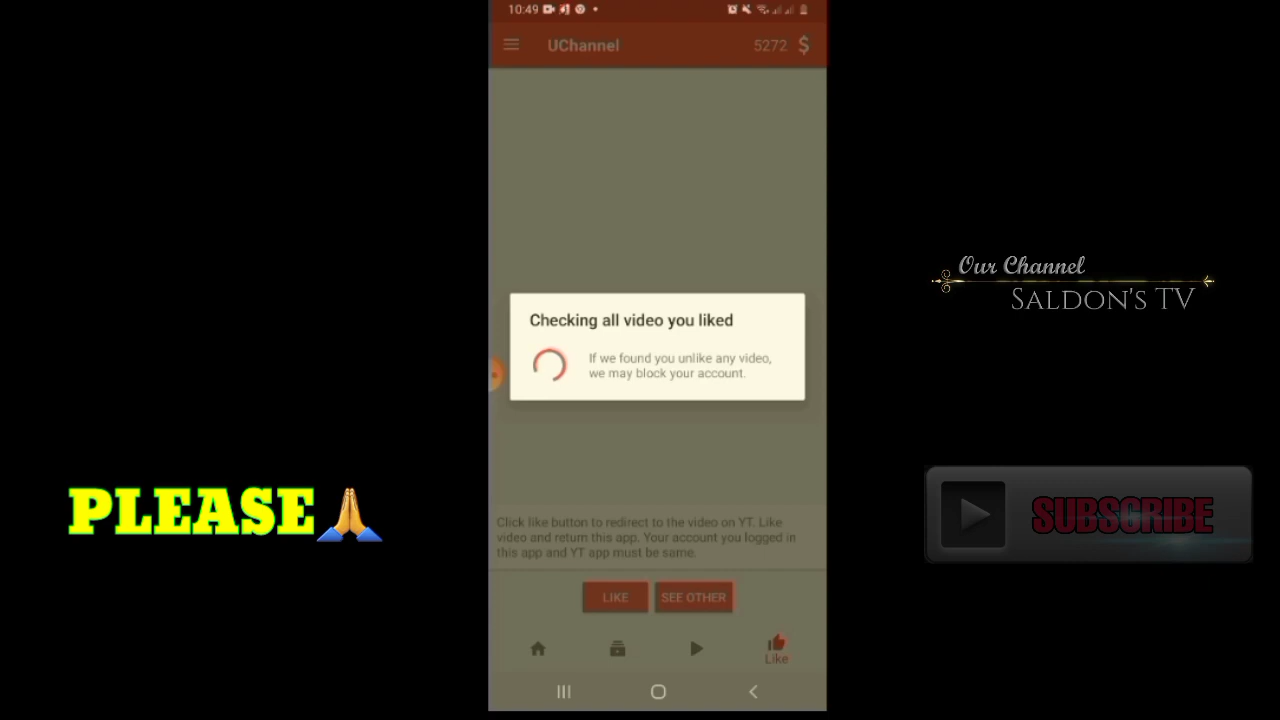 10:49
UChannel
5272 $
Checking all video you liked
If we found you unlike any video,
we may block your account.
Click like button to redirect to the video on YT. Like
video and return this app. Your account you logged in
this app and YT app must be same.
LIKE
SEE OTHER
Like
PLEASE🙏
Our Channel
SALDON'S TV
SUBSCRIBE